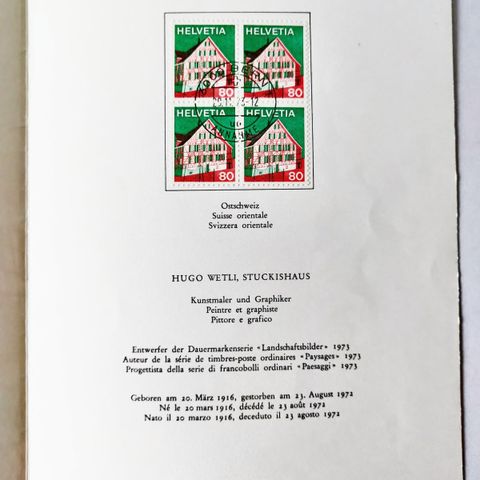 HELVETIA HELVETIA
80 80
HELVETIA HELVETIA
80 80
Ostschweiz
Suisse orientale
Svizzera orientale
HUGO WETLI, STUCKISHAUS
Kunstmaler und Graphiker
Peintre et graphiste
Pittore e grafico
Entwerfer der Dauermarkenserie «Landschaftsbilder» 1973
Auteur de la série de timbres-poste ordinaires «Paysages» 1973
Progettista della serie di francobolli ordinari «Paesaggi» 1973
Geboren am 20. März 1916, gestorben am 23. August 1972
Né le 20 mars 1916, décédé le 23 août 1972
Nato il 20 marzo 1916, deceduto il 23 agosto 1972